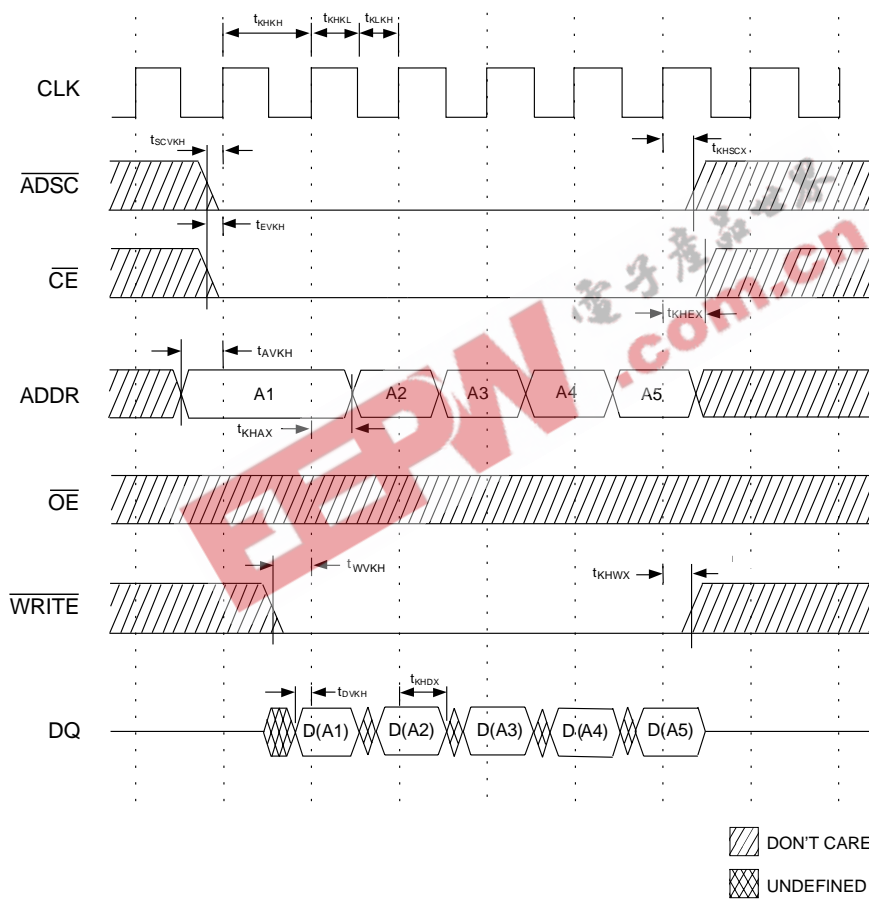 tKHKH tKHKL tKLKH
CLK
tSCVKH tKHSCX
ADSC
tEVKH
CE
tKHEX
tAVKH
ADDR A1 A2 A3 A4 A5
tKHAX
OE
tWVKH tKHWX
WRITE
tDVKH tKHDX
DQ D(A1) D(A2) D(A3) D(A4) D(A5)
DON'T CARE
UNDEFINED
EEPW .com.cn
電子產品世界